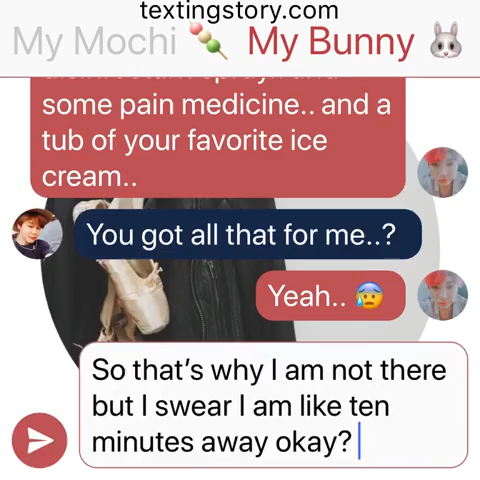 textingstory.com
My Mochi 🍡 My Bunny 🐰
some pain medicine.. and a
tub of your favorite ice
cream..
You got all that for me..?
Yeah.. 😰
So that's why I am not there
but I swear I am like ten
minutes away okay?